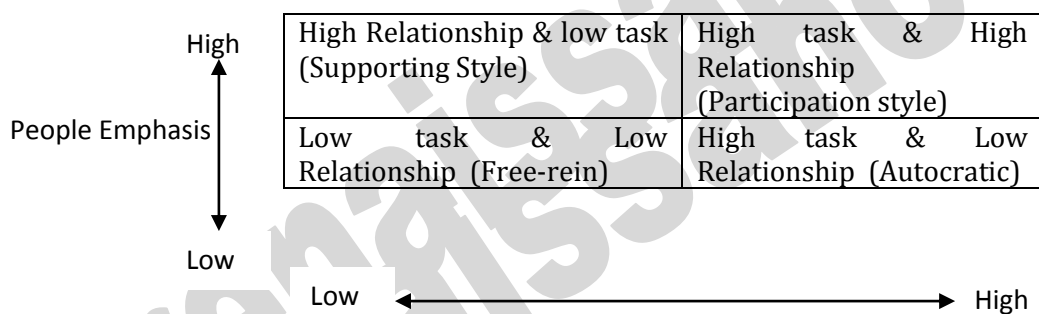 High
People Emphasis
Low
High Relationship & low task
(Supporting Style)
High task & High
Relationship
(Participation style)
Low task & Low
Relationship (Free-rein)
High task & Low
Relationship (Autocratic)
Low
High